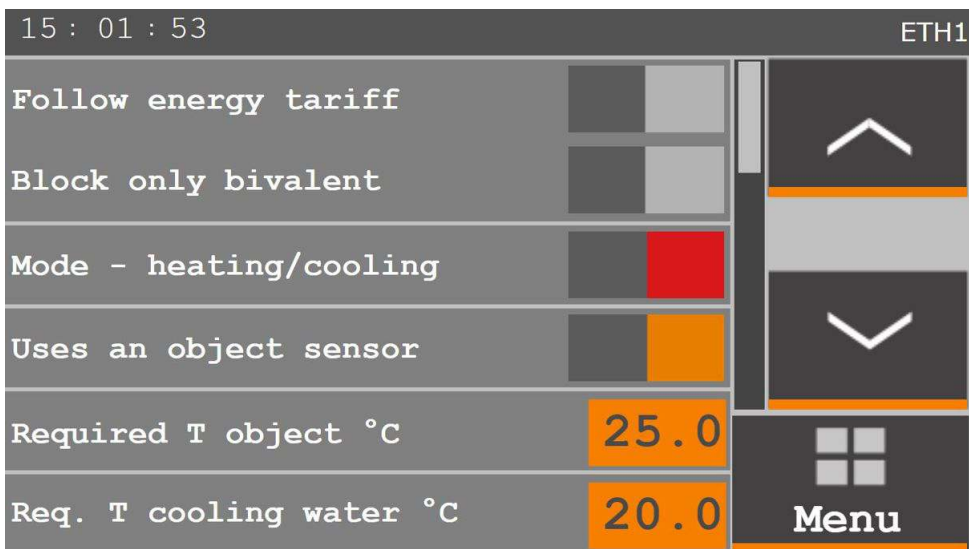 15 : 01 : 53
ETH1
Follow energy tariff
Block only bivalent
Mode - heating/cooling
Uses an object sensor
Required T object °C
25.0
Req. T cooling water °C
20.0
Menu